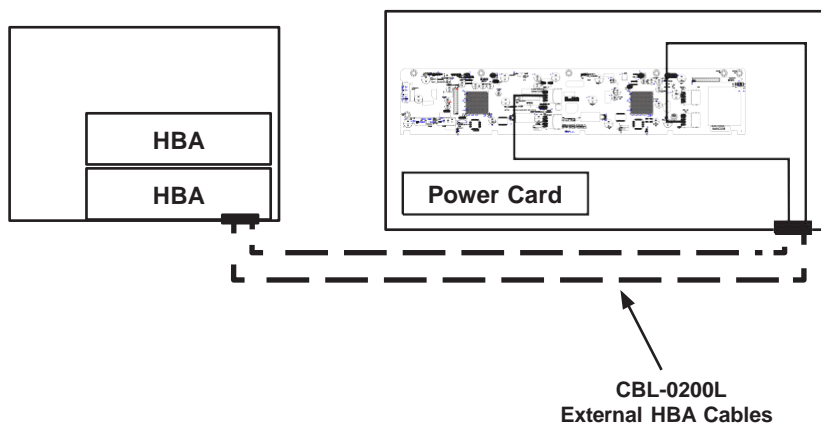 HBA
HBA
Power Card
CBL-0200L
External HBA Cables